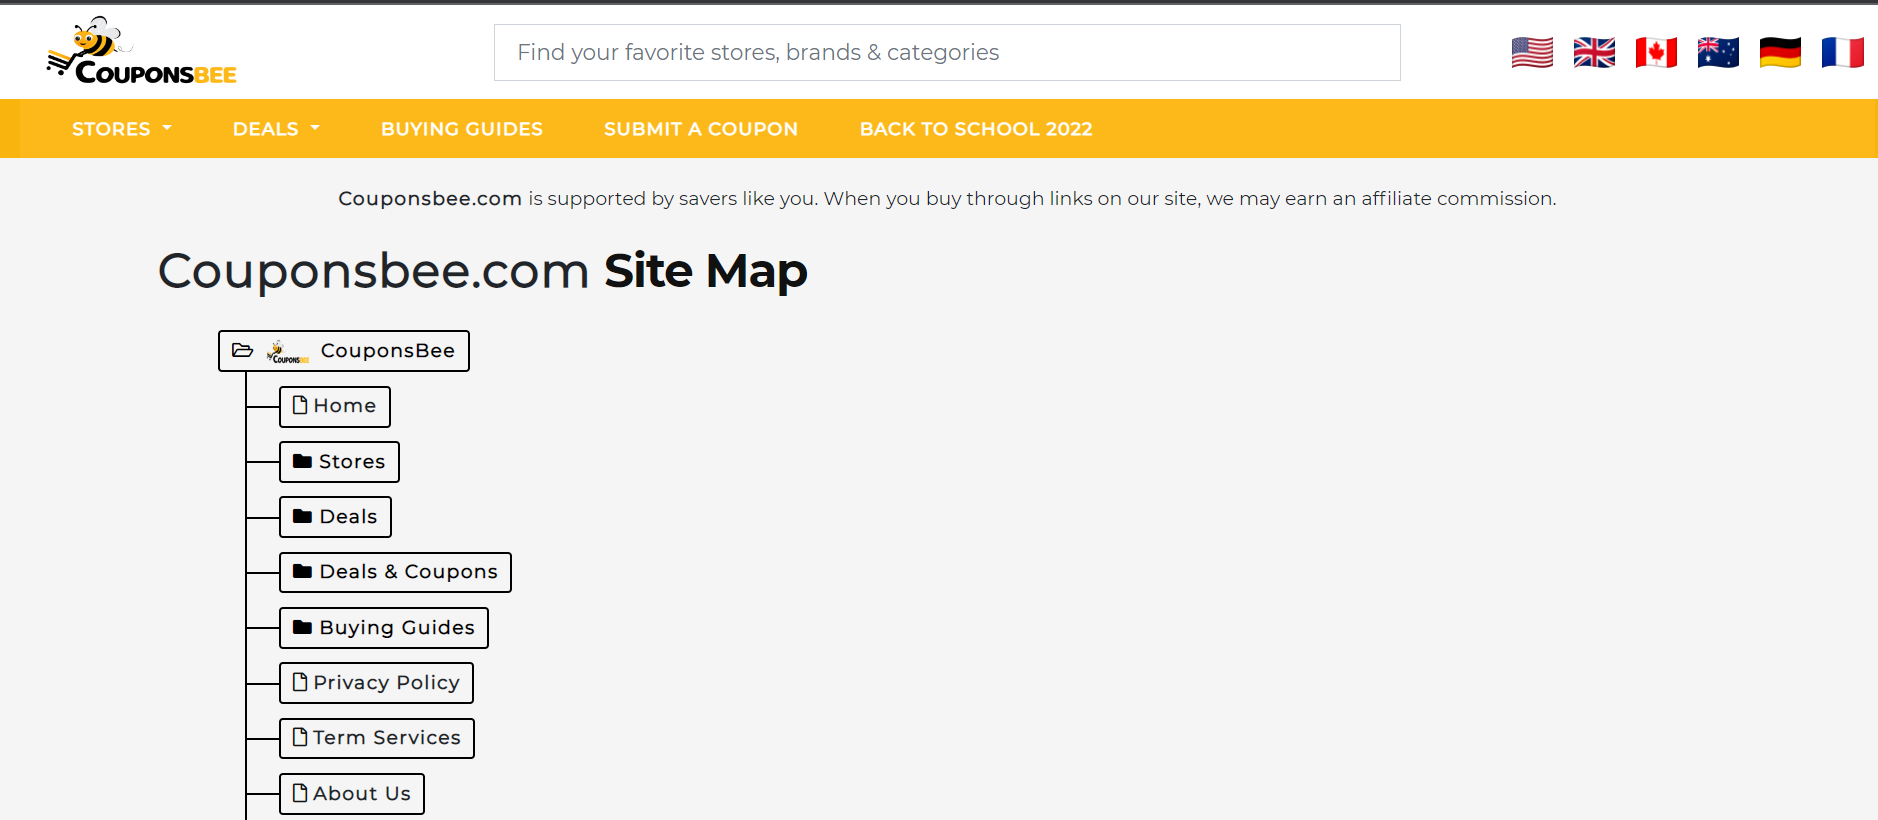 COUPONSBEE
Find your favorite stores, brands & categories
STORES DEALS BUYING GUIDES SUBMIT A COUPON BACK TO SCHOOL 2022
Couponsbee.com is supported by savers like you. When you buy through links on our site, we may earn an affiliate commission.
Couponsbee.com Site Map
COUPONSBEE CouponsBee
Home
Stores
Deals
Deals & Coupons
Buying Guides
Privacy Policy
Term Services
About Us